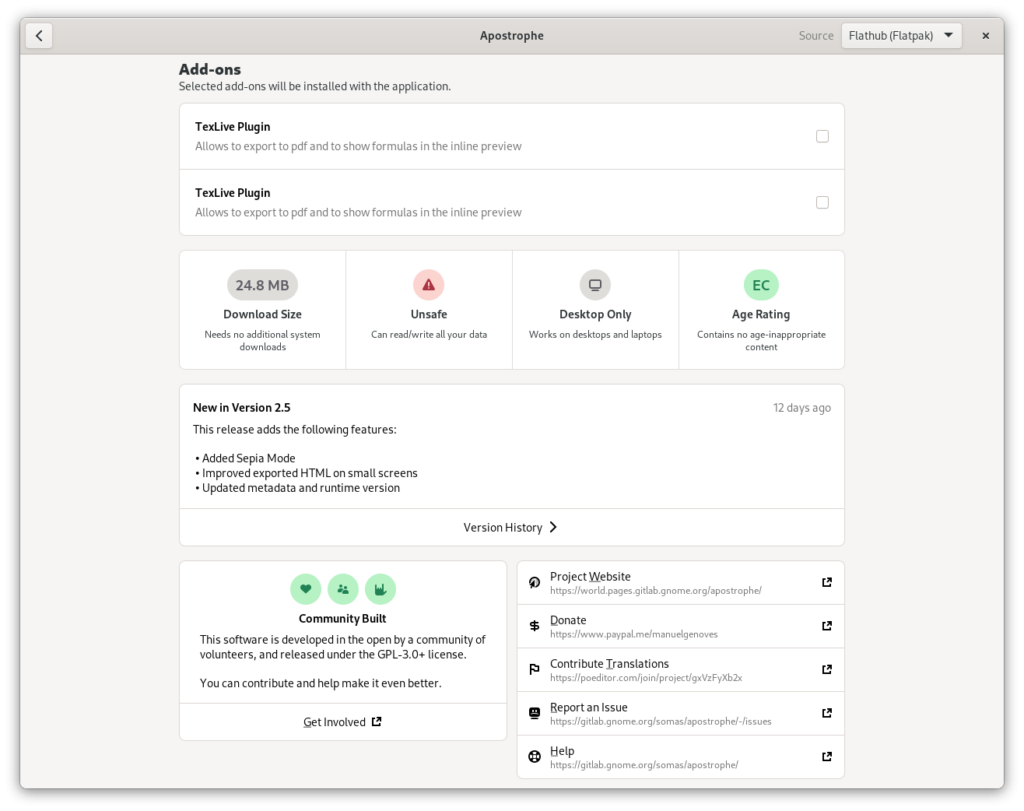 Apostrophe
Source
Flathub (Flatpak)
Add-ons
Selected add-ons will be installed with the application.
TexLive Plugin
Allows to export to pdf and to show formulas in the inline preview
TexLive Plugin
Allows to export to pdf and to show formulas in the inline preview
24.8 MB
Download Size
Needs no additional system
downloads
Unsafe
Can read/write all your data
Desktop Only
Works on desktops and laptops
EC
Age Rating
Contains no age-inappropriate
content
New in Version 2.5
12 days ago
This release adds the following features:
• Added Sepia Mode
• Improved exported HTML on small screens
• Updated metadata and runtime version
Version History
Community Built
This software is developed in the open by a community of
volunteers, and released under the GPL-3.0+ license.
You can contribute and help make it even better.
Get Involved
Project Website
https://world.pages.gitlab.gnome.org/apostrophe/
Donate
https://www.paypal.me/manuelgenoves
Contribute Translations
https://poeditor.com/join/project/gxVzFyXb2x
Report an Issue
https://gitlab.gnome.org/somas/apostrophe/-/issues
Help
https://gitlab.gnome.org/somas/apostrophe/